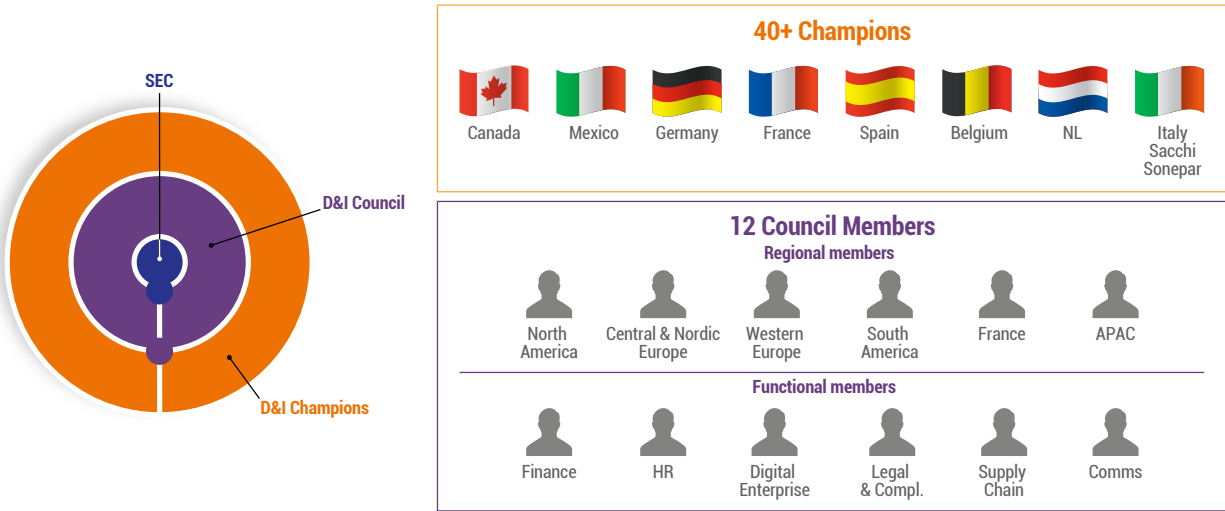 SEC
D&I Council
D&I Champions
40+ Champions
Canada
Mexico
Germany
France
Spain
Belgium
NL
Italy
Sacchi
Sonepar
12 Council Members
Regional members
North
America
Central & Nordic
Europe
Western
Europe
South
America
France
APAC
Functional members
Finance
HR
Digital
Enterprise
Legal
& Compl.
Supply
Chain
Comms